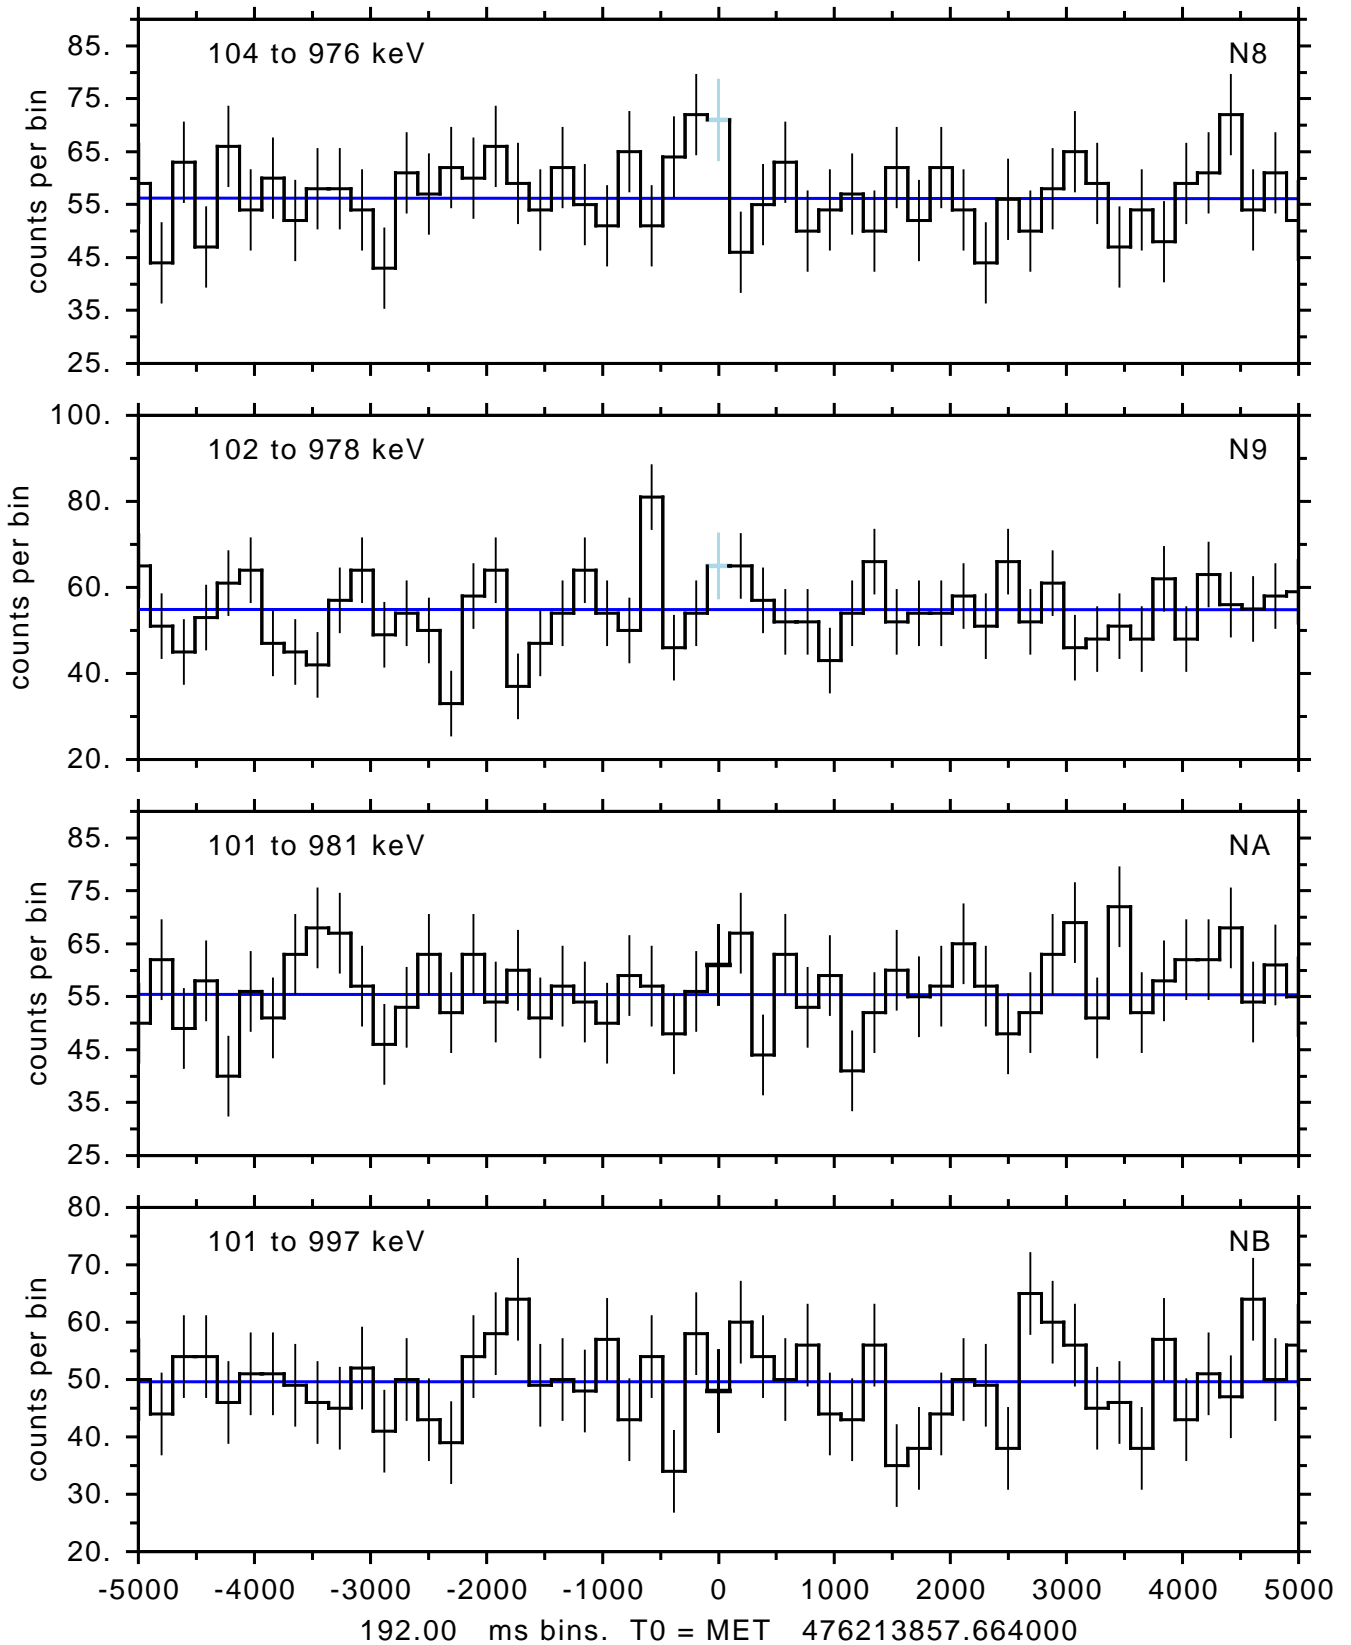 104 to 976 keV N8
85.
75.
65.
55.
45.
35.
25.
counts per bin
102 to 978 keV N9
100.
80.
60.
40.
20.
counts per bin
101 to 981 keV NA
85.
75.
65.
55.
45.
35.
25.
counts per bin
101 to 997 keV NB
80.
70.
60.
50.
40.
30.
20.
counts per bin
-5000 -4000 -3000 -2000 -1000 0 1000 2000 3000 4000 5000
192.00 ms bins. T0 = MET 476213857.664000